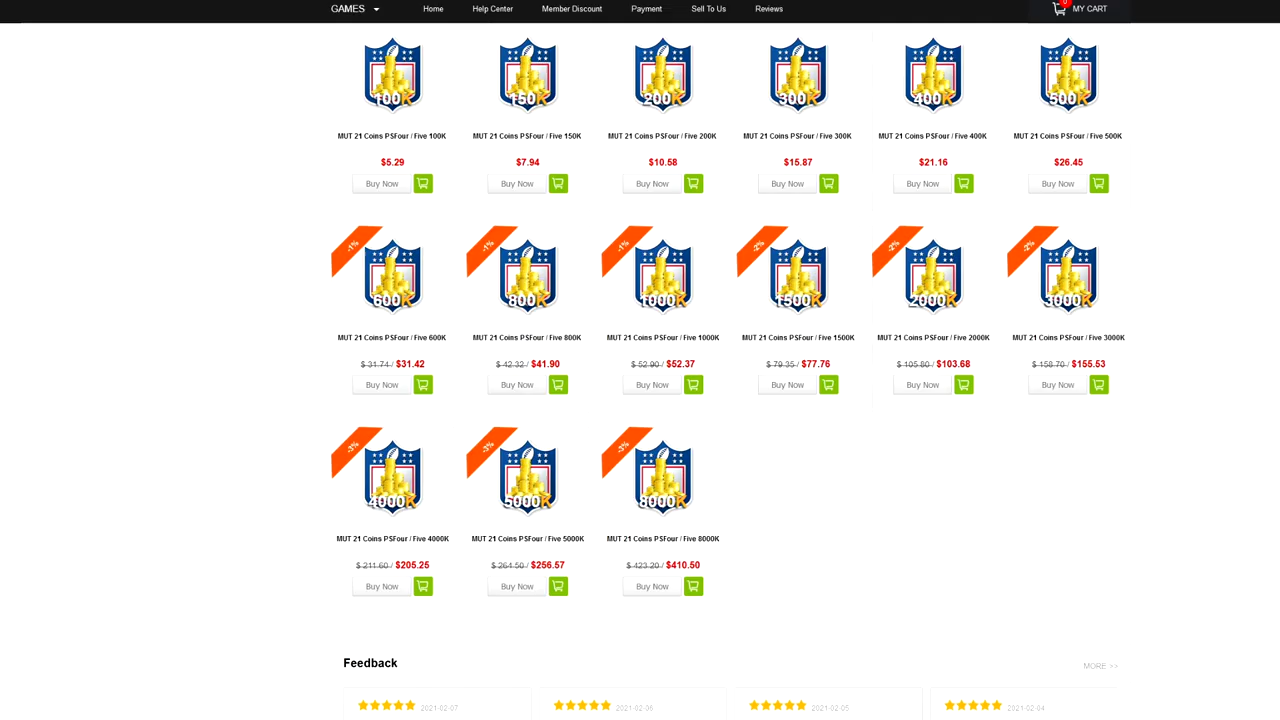 GAMES Home Help Center Member Discount Payment Sell To Us Reviews 0 MY CART
100K 150K 200K 300K 400K 500K
MUT 21 Coins PSFour / Five 100K MUT 21 Coins PSFour / Five 150K MUT 21 Coins PSFour / Five 200K MUT 21 Coins PSFour / Five 300K MUT 21 Coins PSFour / Five 400K MUT 21 Coins PSFour / Five 500K
$5.29 $7.94 $10.58 $15.87 $21.16 $26.45
Buy Now Buy Now Buy Now Buy Now Buy Now Buy Now
-1% -1% -1% -2% -2% -2%
600K 800K 1000K 1500K 2000K 3000K
MUT 21 Coins PSFour / Five 600K MUT 21 Coins PSFour / Five 800K MUT 21 Coins PSFour / Five 1000K MUT 21 Coins PSFour / Five 1500K MUT 21 Coins PSFour / Five 2000K MUT 21 Coins PSFour / Five 3000K
$ 31.74 / $31.42 $ 42.32 / $41.90 $ 52.90 / $52.37 $ 79.35 / $77.76 $ 105.80 / $103.68 $ 158.70 / $155.53
Buy Now Buy Now Buy Now Buy Now Buy Now Buy Now
-3% -3% -3%
4000K 5000K 8000K
MUT 21 Coins PSFour / Five 4000K MUT 21 Coins PSFour / Five 5000K MUT 21 Coins PSFour / Five 8000K
$ 211.60 / $205.25 $ 264.50 / $256.57 $ 423.20 / $410.50
Buy Now Buy Now Buy Now
Feedback MORE >>
2021-02-07 2021-02-06 2021-02-05 2021-02-04